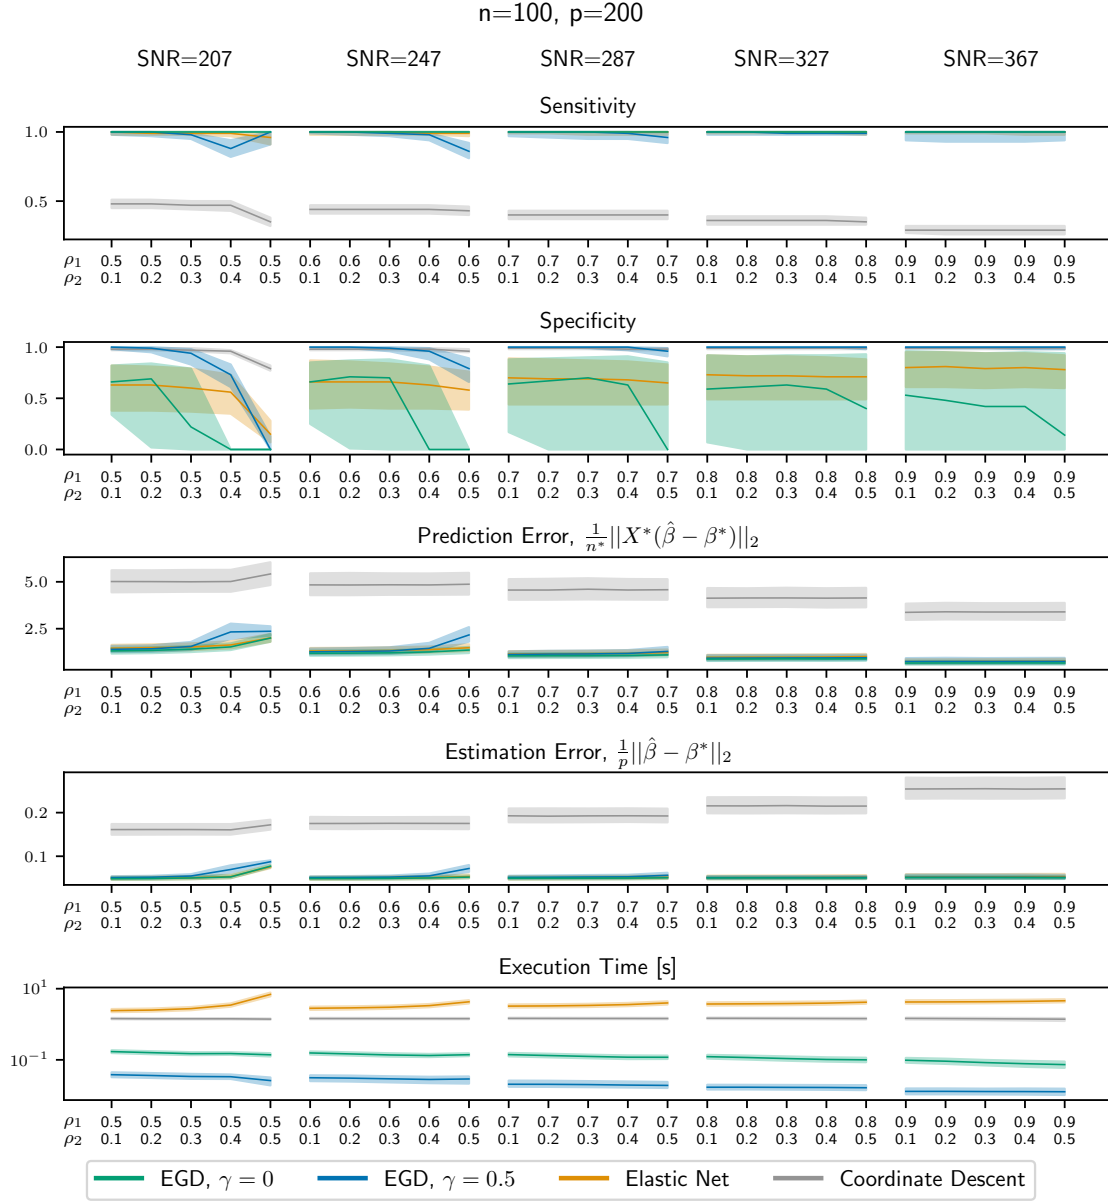 n=100, p=200
SNR=207 SNR=247 SNR=287 SNR=327 SNR=367
Sensitivity
1.0
0.5
ρ₁ 0.5 0.5 0.5 0.5 0.5 0.6 0.6 0.6 0.6 0.6 0.7 0.7 0.7 0.7 0.7 0.8 0.8 0.8 0.8 0.8 0.9 0.9 0.9 0.9 0.9
ρ₂ 0.1 0.2 0.3 0.4 0.5 0.1 0.2 0.3 0.4 0.5 0.1 0.2 0.3 0.4 0.5 0.1 0.2 0.3 0.4 0.5 0.1 0.2 0.3 0.4 0.5
Specificity
1.0
0.5
0.0
ρ₁ 0.5 0.5 0.5 0.5 0.5 0.6 0.6 0.6 0.6 0.6 0.7 0.7 0.7 0.7 0.7 0.8 0.8 0.8 0.8 0.8 0.9 0.9 0.9 0.9 0.9
ρ₂ 0.1 0.2 0.3 0.4 0.5 0.1 0.2 0.3 0.4 0.5 0.1 0.2 0.3 0.4 0.5 0.1 0.2 0.3 0.4 0.5 0.1 0.2 0.3 0.4 0.5
Prediction Error, 1/n* ||X*(β̂ − β*)||₂
5.0
2.5
ρ₁ 0.5 0.5 0.5 0.5 0.5 0.6 0.6 0.6 0.6 0.6 0.7 0.7 0.7 0.7 0.7 0.8 0.8 0.8 0.8 0.8 0.9 0.9 0.9 0.9 0.9
ρ₂ 0.1 0.2 0.3 0.4 0.5 0.1 0.2 0.3 0.4 0.5 0.1 0.2 0.3 0.4 0.5 0.1 0.2 0.3 0.4 0.5 0.1 0.2 0.3 0.4 0.5
Estimation Error, 1/p ||β̂ − β*||₂
0.2
0.1
ρ₁ 0.5 0.5 0.5 0.5 0.5 0.6 0.6 0.6 0.6 0.6 0.7 0.7 0.7 0.7 0.7 0.8 0.8 0.8 0.8 0.8 0.9 0.9 0.9 0.9 0.9
ρ₂ 0.1 0.2 0.3 0.4 0.5 0.1 0.2 0.3 0.4 0.5 0.1 0.2 0.3 0.4 0.5 0.1 0.2 0.3 0.4 0.5 0.1 0.2 0.3 0.4 0.5
Execution Time [s]
10¹
10⁻¹
ρ₁ 0.5 0.5 0.5 0.5 0.5 0.6 0.6 0.6 0.6 0.6 0.7 0.7 0.7 0.7 0.7 0.8 0.8 0.8 0.8 0.8 0.9 0.9 0.9 0.9 0.9
ρ₂ 0.1 0.2 0.3 0.4 0.5 0.1 0.2 0.3 0.4 0.5 0.1 0.2 0.3 0.4 0.5 0.1 0.2 0.3 0.4 0.5 0.1 0.2 0.3 0.4 0.5
EGD, γ = 0 EGD, γ = 0.5 Elastic Net Coordinate Descent